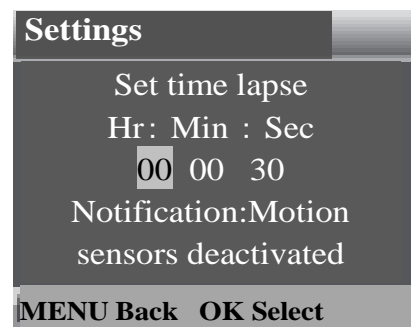 Settings
Set time lapse
Hr: Min : Sec
00 00 30
Notification:Motion
sensors deactivated
MENU Back OK Select